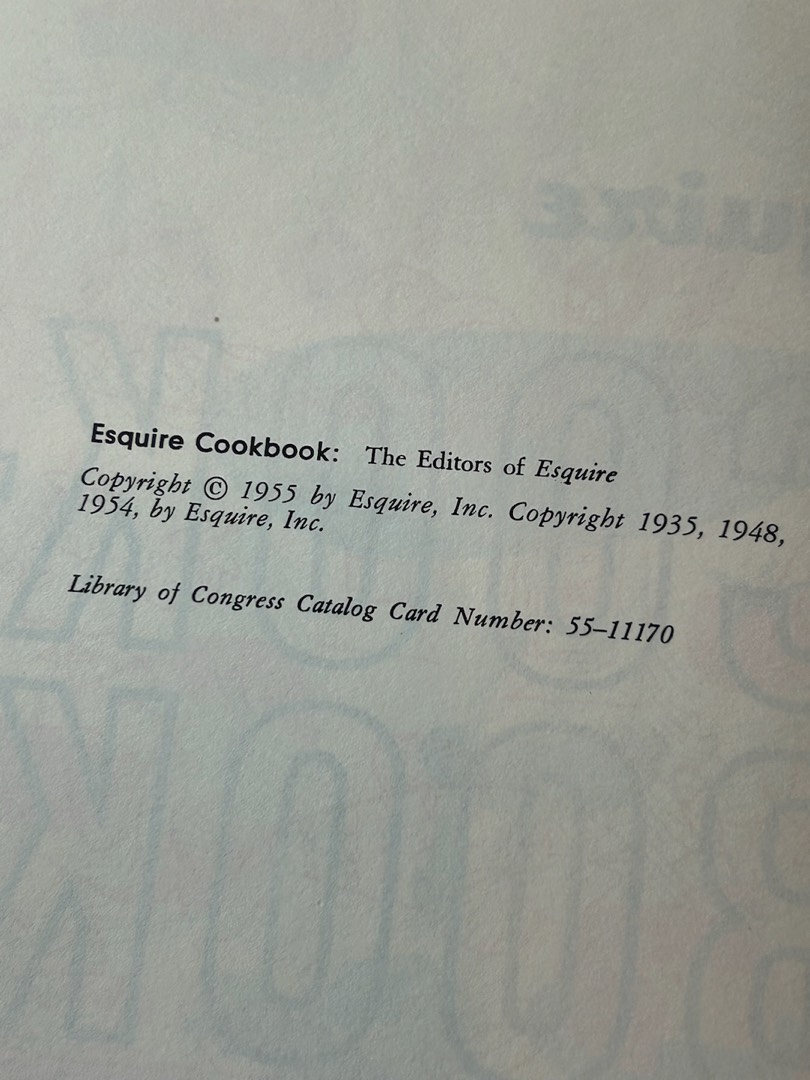 Esquire Cookbook: The Editors of Esquire
Copyright © 1955 by Esquire, Inc. Copyright 1935, 1948,
1954, by Esquire, Inc.
Library of Congress Catalog Card Number: 55–11170